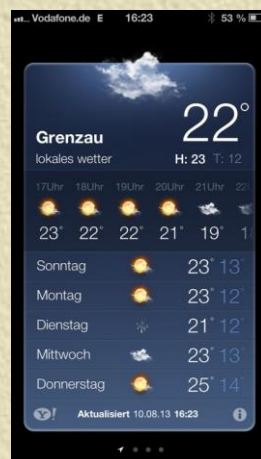 Vodafone.de E 16:23 53 %
22°
Grenzau
lokales wetter H: 23 T: 12
17Uhr 18Uhr 19Uhr 20Uhr 21Uhr
23° 22° 22° 21° 19°
Sonntag 23° 13°
Montag 23° 12°
Dienstag 21° 12°
Mittwoch 23° 13°
Donnerstag 25° 14°
Y! Aktualisiert 10.08.13 16:23 i